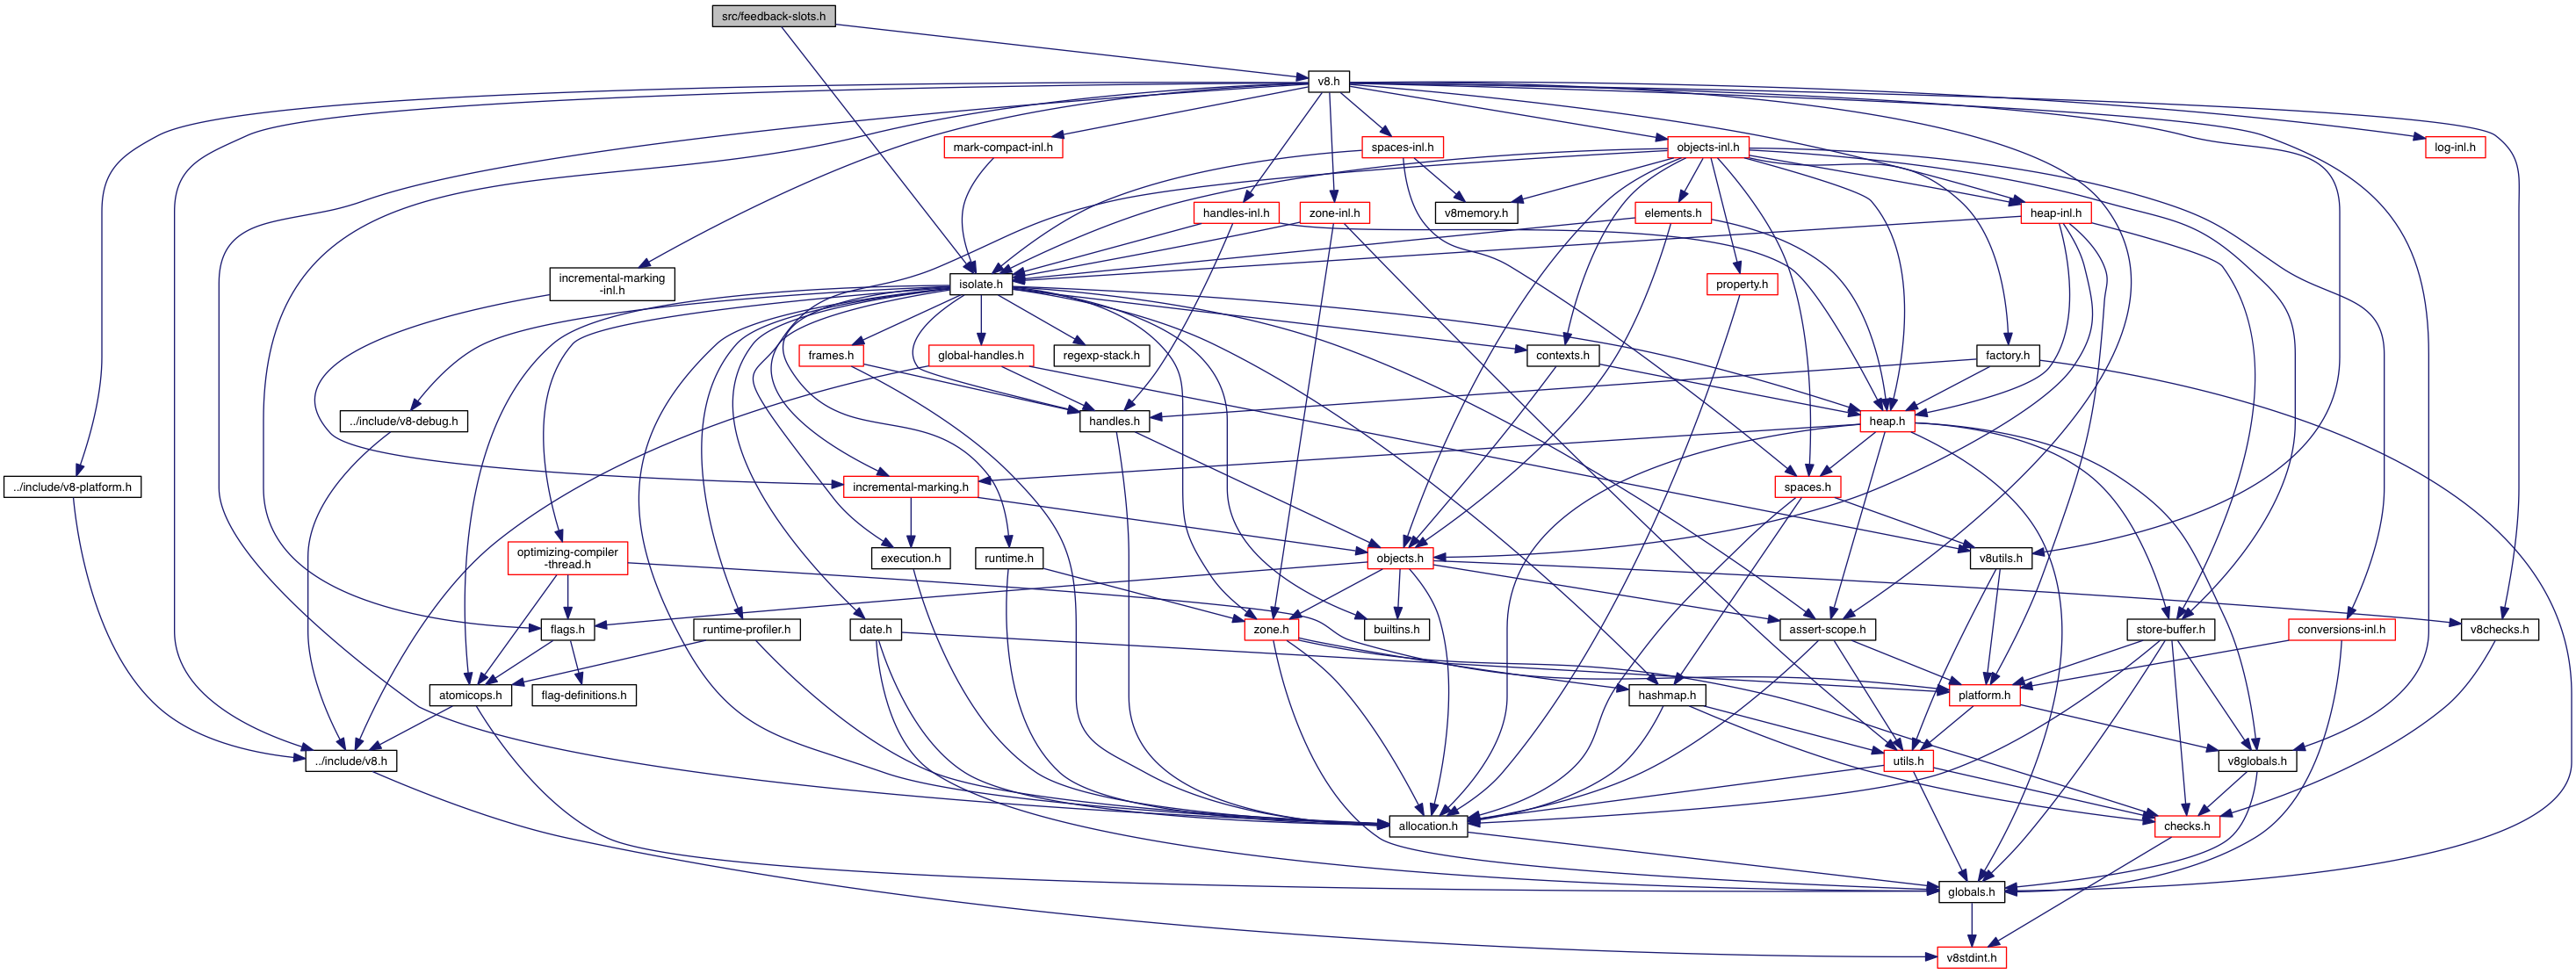 src/feedback-slots.h
v8.h
mark-compact-inl.h
spaces-inl.h
objects-inl.h
log-inl.h
handles-inl.h
zone-inl.h
v8memory.h
elements.h
heap-inl.h
incremental-marking
-inl.h
isolate.h
property.h
frames.h
global-handles.h
regexp-stack.h
contexts.h
factory.h
../include/v8-debug.h
handles.h
heap.h
../include/v8-platform.h
incremental-marking.h
spaces.h
optimizing-compiler
-thread.h
execution.h
runtime.h
objects.h
v8utils.h
flags.h
runtime-profiler.h
date.h
zone.h
builtins.h
assert-scope.h
store-buffer.h
conversions-inl.h
v8checks.h
atomicops.h
flag-definitions.h
hashmap.h
platform.h
../include/v8.h
utils.h
v8globals.h
allocation.h
checks.h
globals.h
v8stdint.h